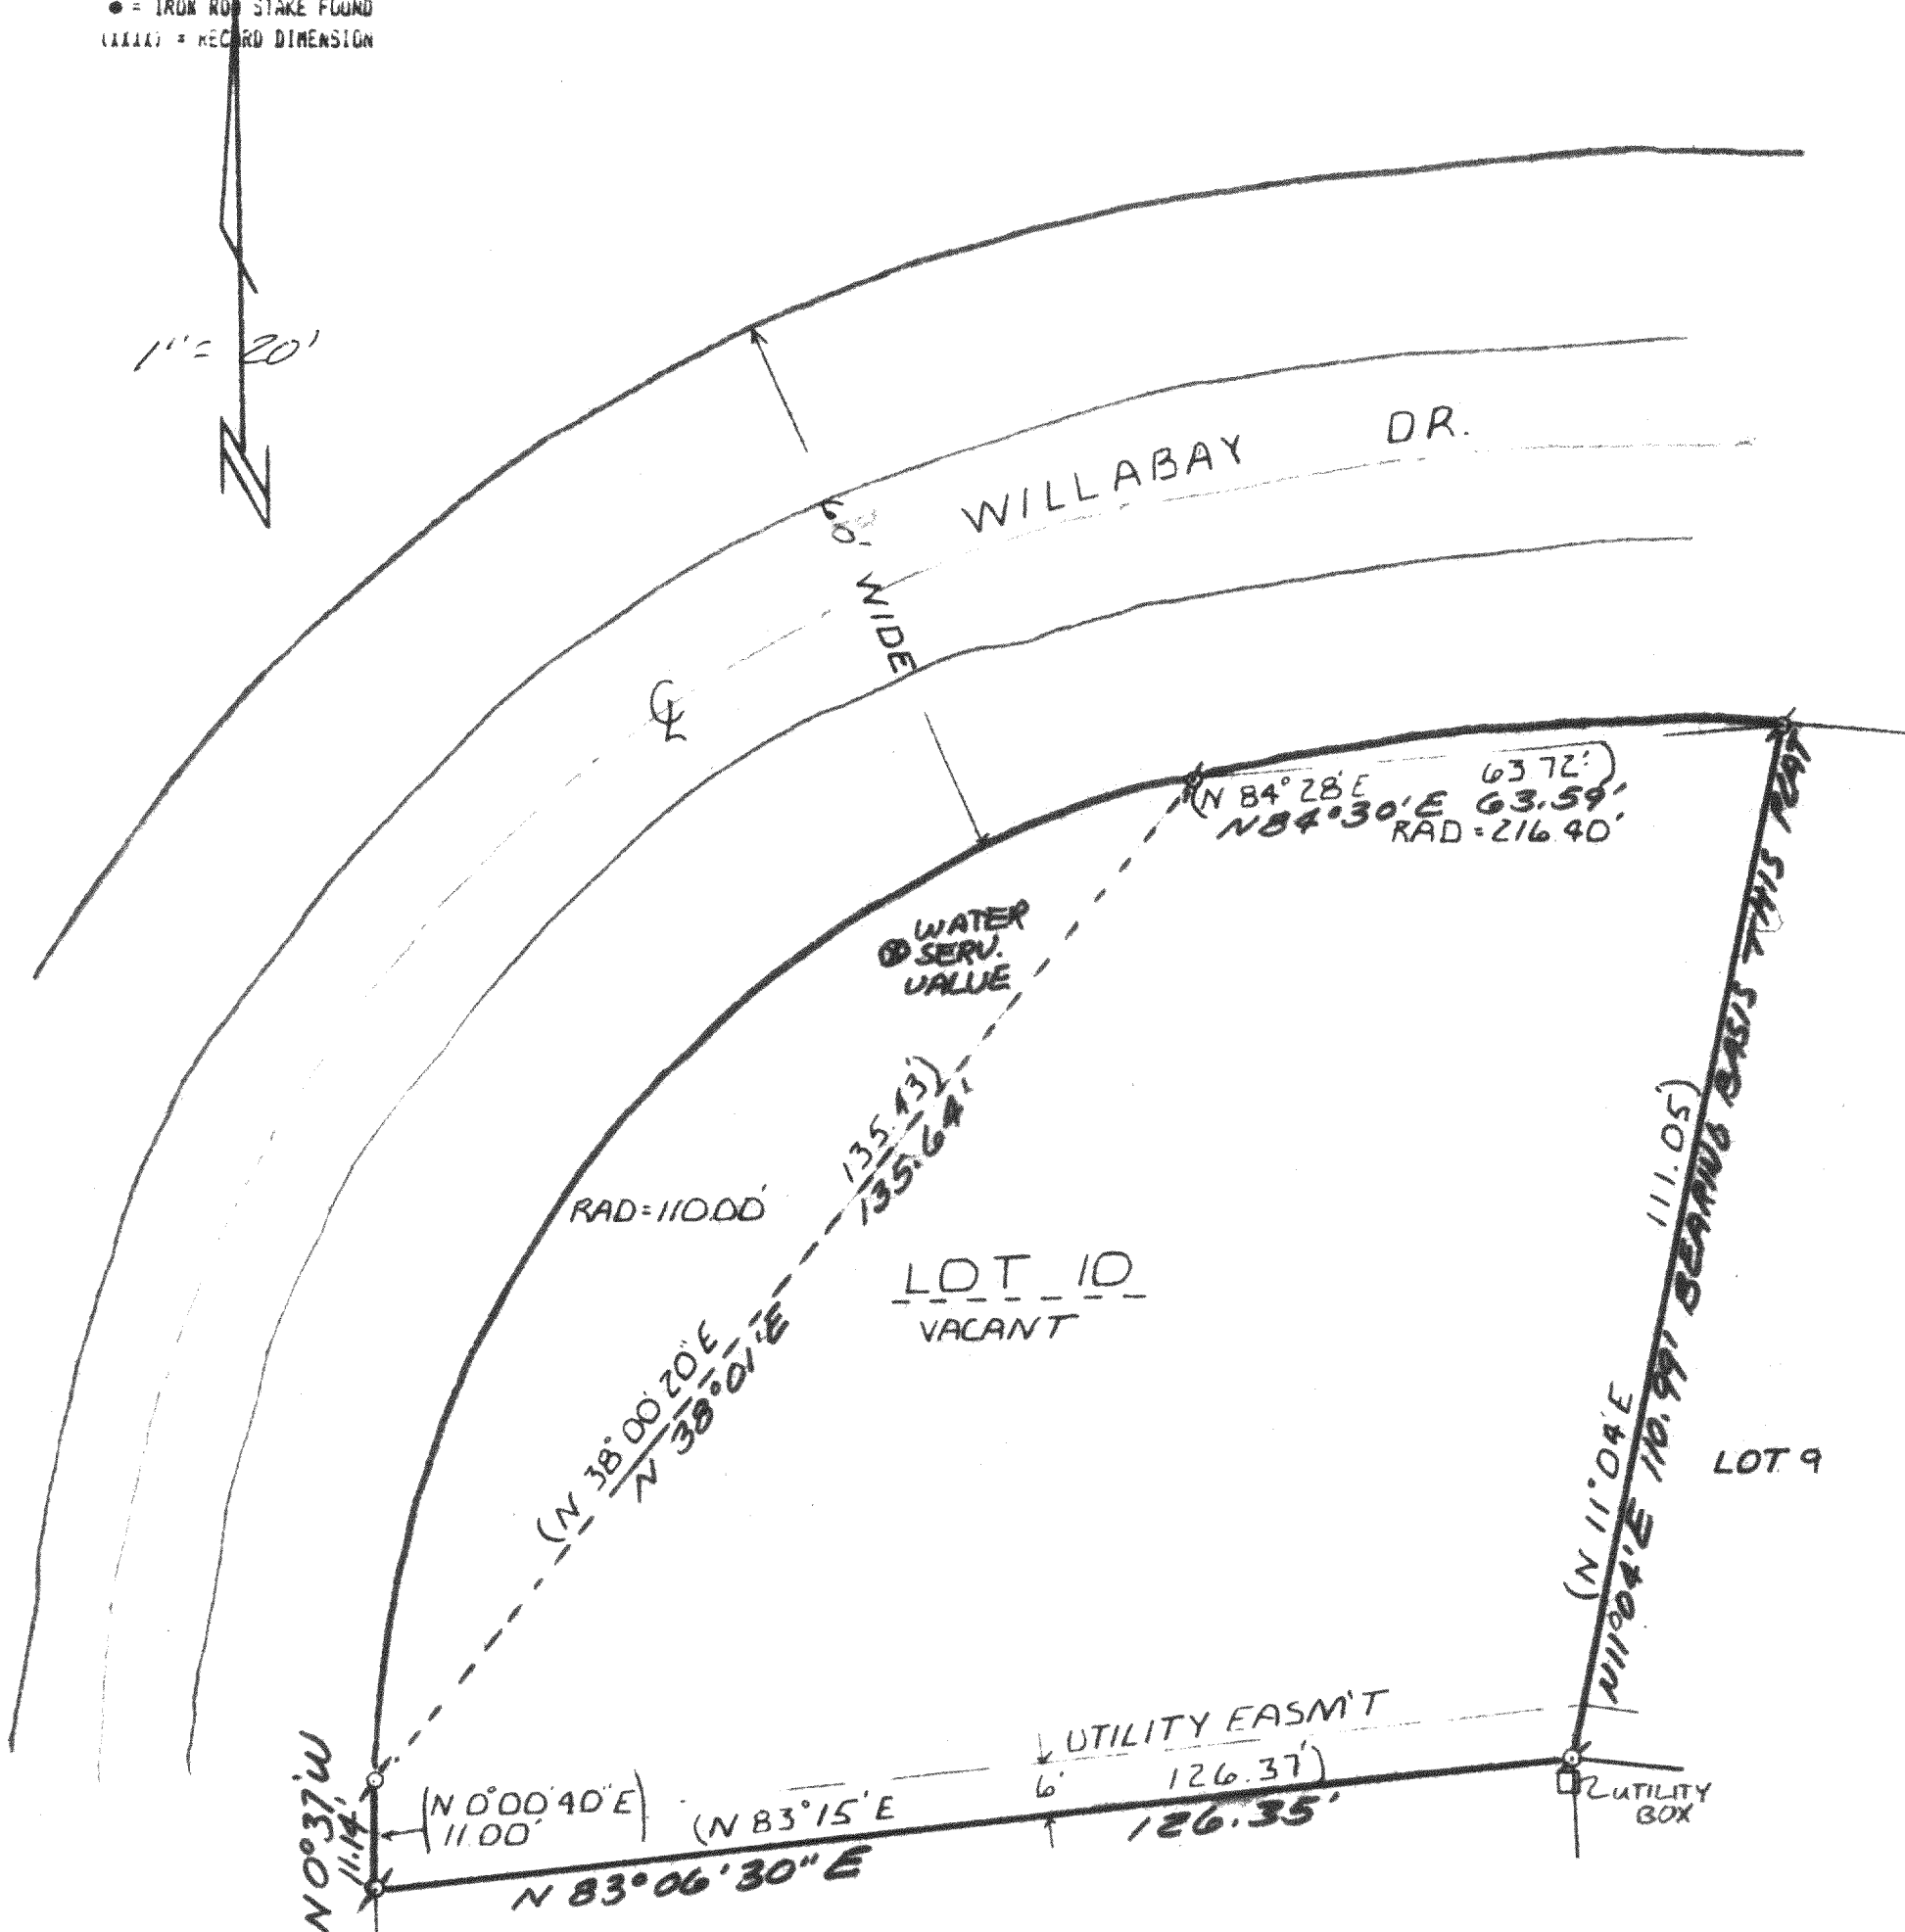 ● = IRON ROD STAKE FOUND
= RECORD DIMENSION
1"= 20'
N
WILLABAY DR.
60' WIDE
℄
(N 84°28'E 63.72')
N84°30'E 63.59'
RAD=216.40'
WATER
SERV.
VALUE
(N 38°00'20"E 135.43')
N 38°01'E 135.64'
RAD=110.00'
LOT 10
VACANT
(N 11°04'E 111.05')
N11°04'E 110.99' BEARING BASIS THIS PLAT
LOT 9
UTILITY EASM'T
6'
(N 83°15'E 126.37')
N 83°06'30"E 126.35'
UTILITY
BOX
N0°37'W
11.14'
(N 0°00'40"E)
11.00'